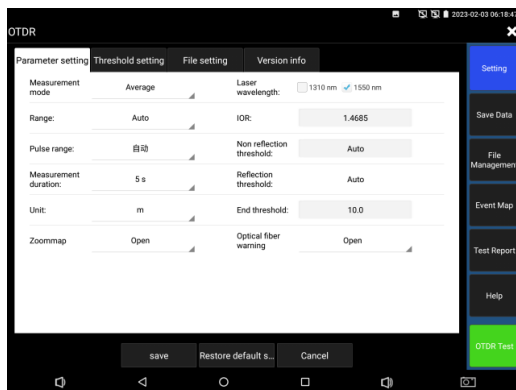 2023-02-03 06:18:47
OTDR
Parameter setting Threshold setting File setting Version info
Measurement mode Average Laser wavelength: 1310 nm 1550 nm
Range: Auto IOR: 1.4685
Pulse range: 自动 Non reflection threshold: Auto
Measurement duration: 5 s Reflection threshold: Auto
Unit: m End threshold: 10.0
Zoommap Open Optical fiber warning Open
save Restore default s... Cancel
Setting
Save Data
File
Management
Event Map
Test Report
Help
OTDR Test